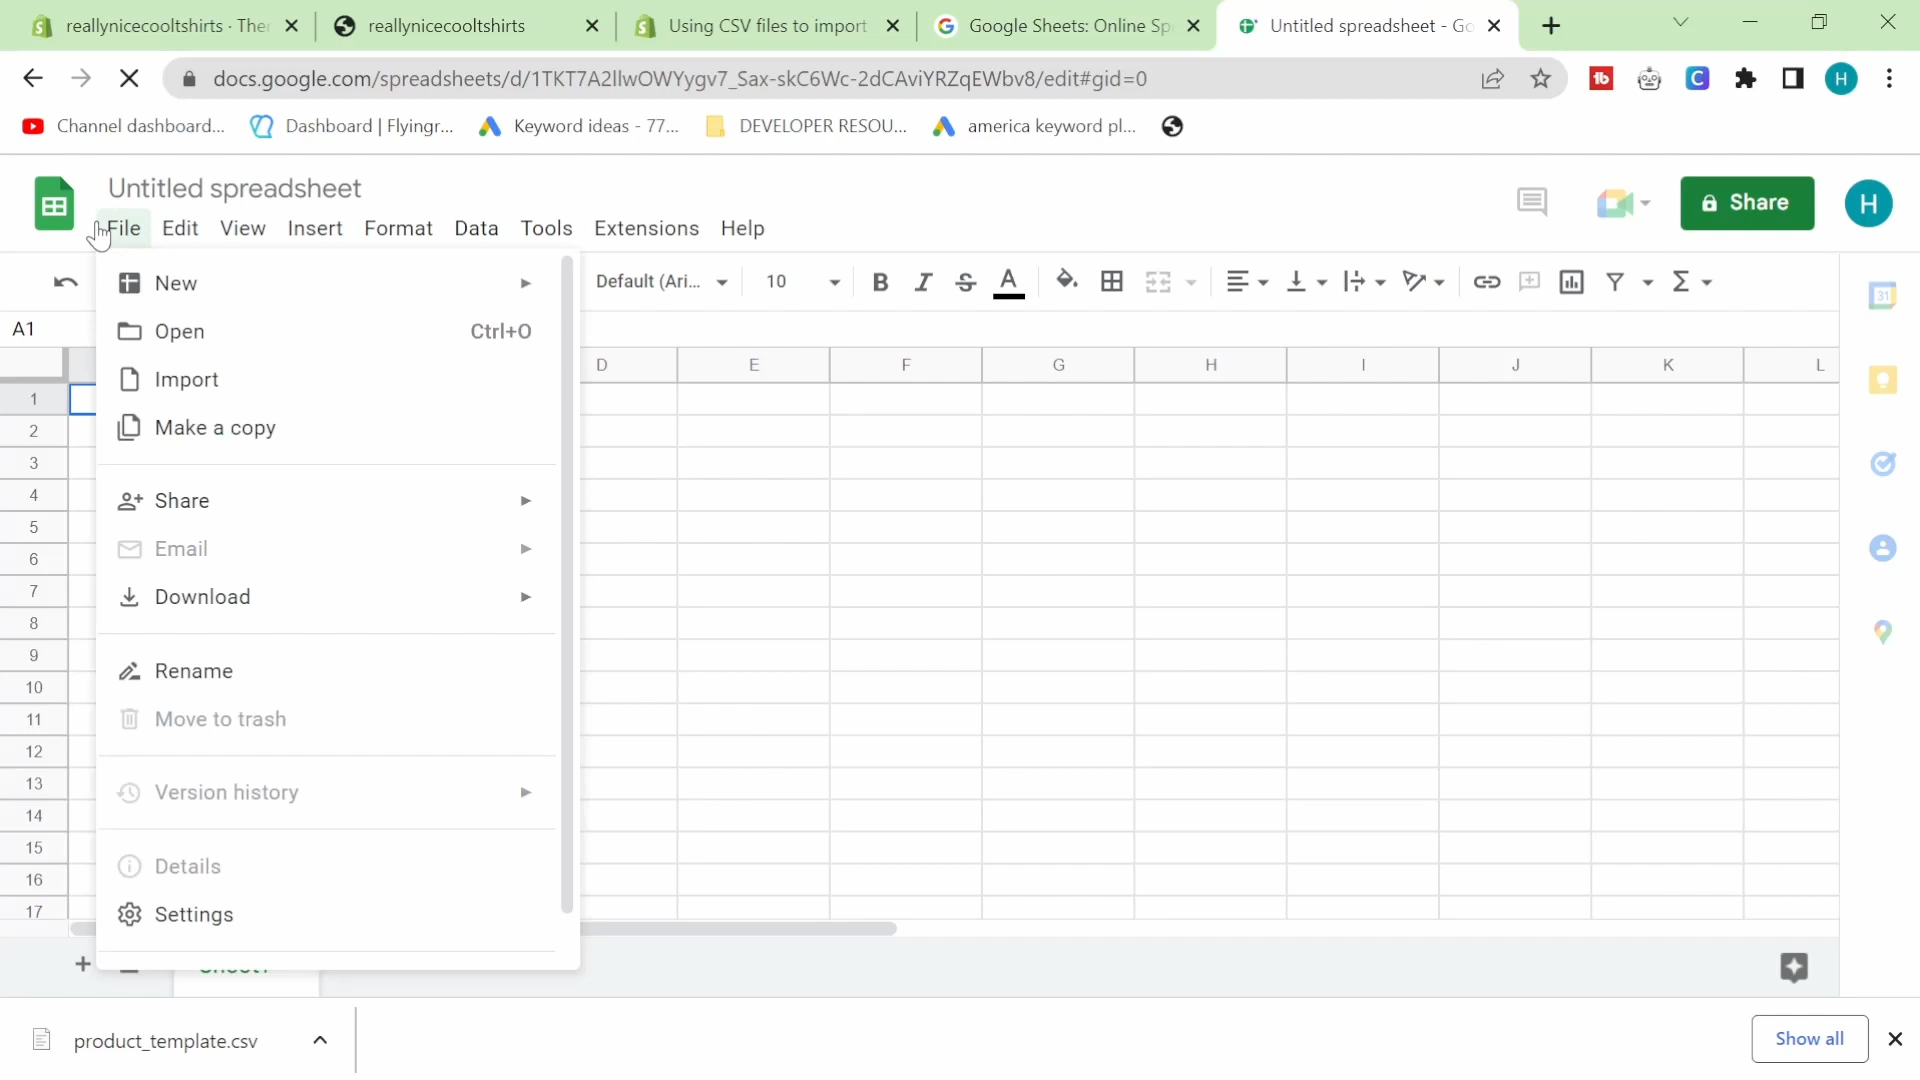 reallynicecooltshirts · Ther
reallynicecooltshirts
Using CSV files to import
Google Sheets: Online Sp
Untitled spreadsheet - Go
docs.google.com/spreadsheets/d/1TKT7A2llwOWYygv7_Sax-skC6Wc-2dCAviYRZqEWbv8/edit#gid=0
Channel dashboard...
Dashboard | Flyingr...
Keyword ideas - 77...
DEVELOPER RESOU...
america keyword pl...
Untitled spreadsheet
File Edit View Insert Format Data Tools Extensions Help
Share
H
Default (Ari... 10
A1
D E F G H I J K L
1
2
3
4
5
6
7
8
9
10
11
12
13
14
15
16
17
New
Open Ctrl+O
Import
Make a copy
Share
Email
Download
Rename
Move to trash
Version history
Details
Settings
Sheet1
product_template.csv
Show all